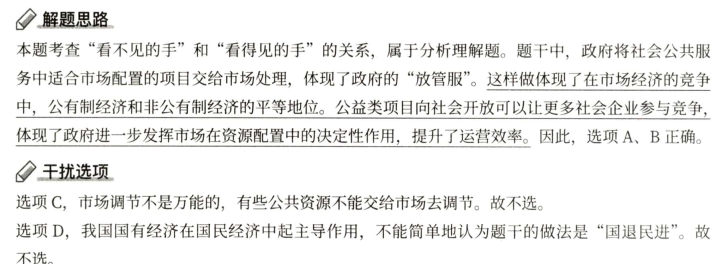 解题思路
本题考查“看不见的手”和“看得见的手”的关系，属于分析理解题。题干中，政府将社会公共服
务中适合市场配置的项目交给市场处理，体现了政府的“放管服”。这样做体现了在市场经济的竞争
中，公有制经济和非公有制经济的平等地位。公益类项目向社会开放可以让更多社会企业参与竞争，
体现了政府进一步发挥市场在资源配置中的决定性作用，提升了运营效率。因此，选项 A、B 正确。
干扰选项
选项 C，市场调节不是万能的，有些公共资源不能交给市场去调节。故不选。
选项 D，我国国有经济在国民经济中起主导作用，不能简单地认为题干的做法是“国退民进”。故
不选。